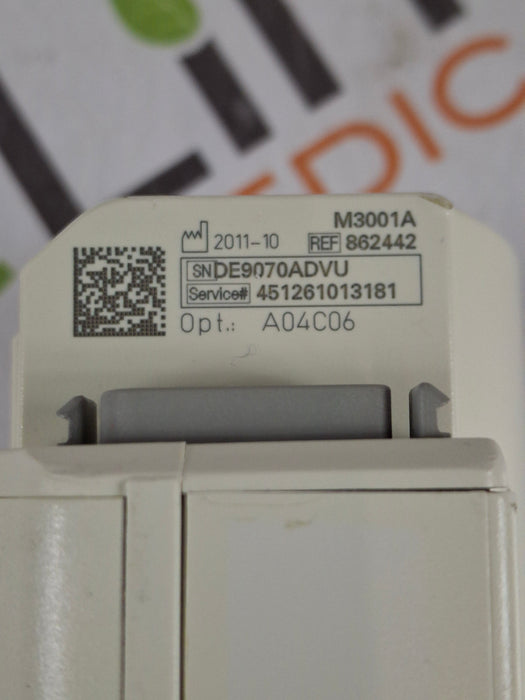 M3001A
2011-10 REF 862442
SN DE9070ADVU
Service# 451261013181
Opt.: A04C06